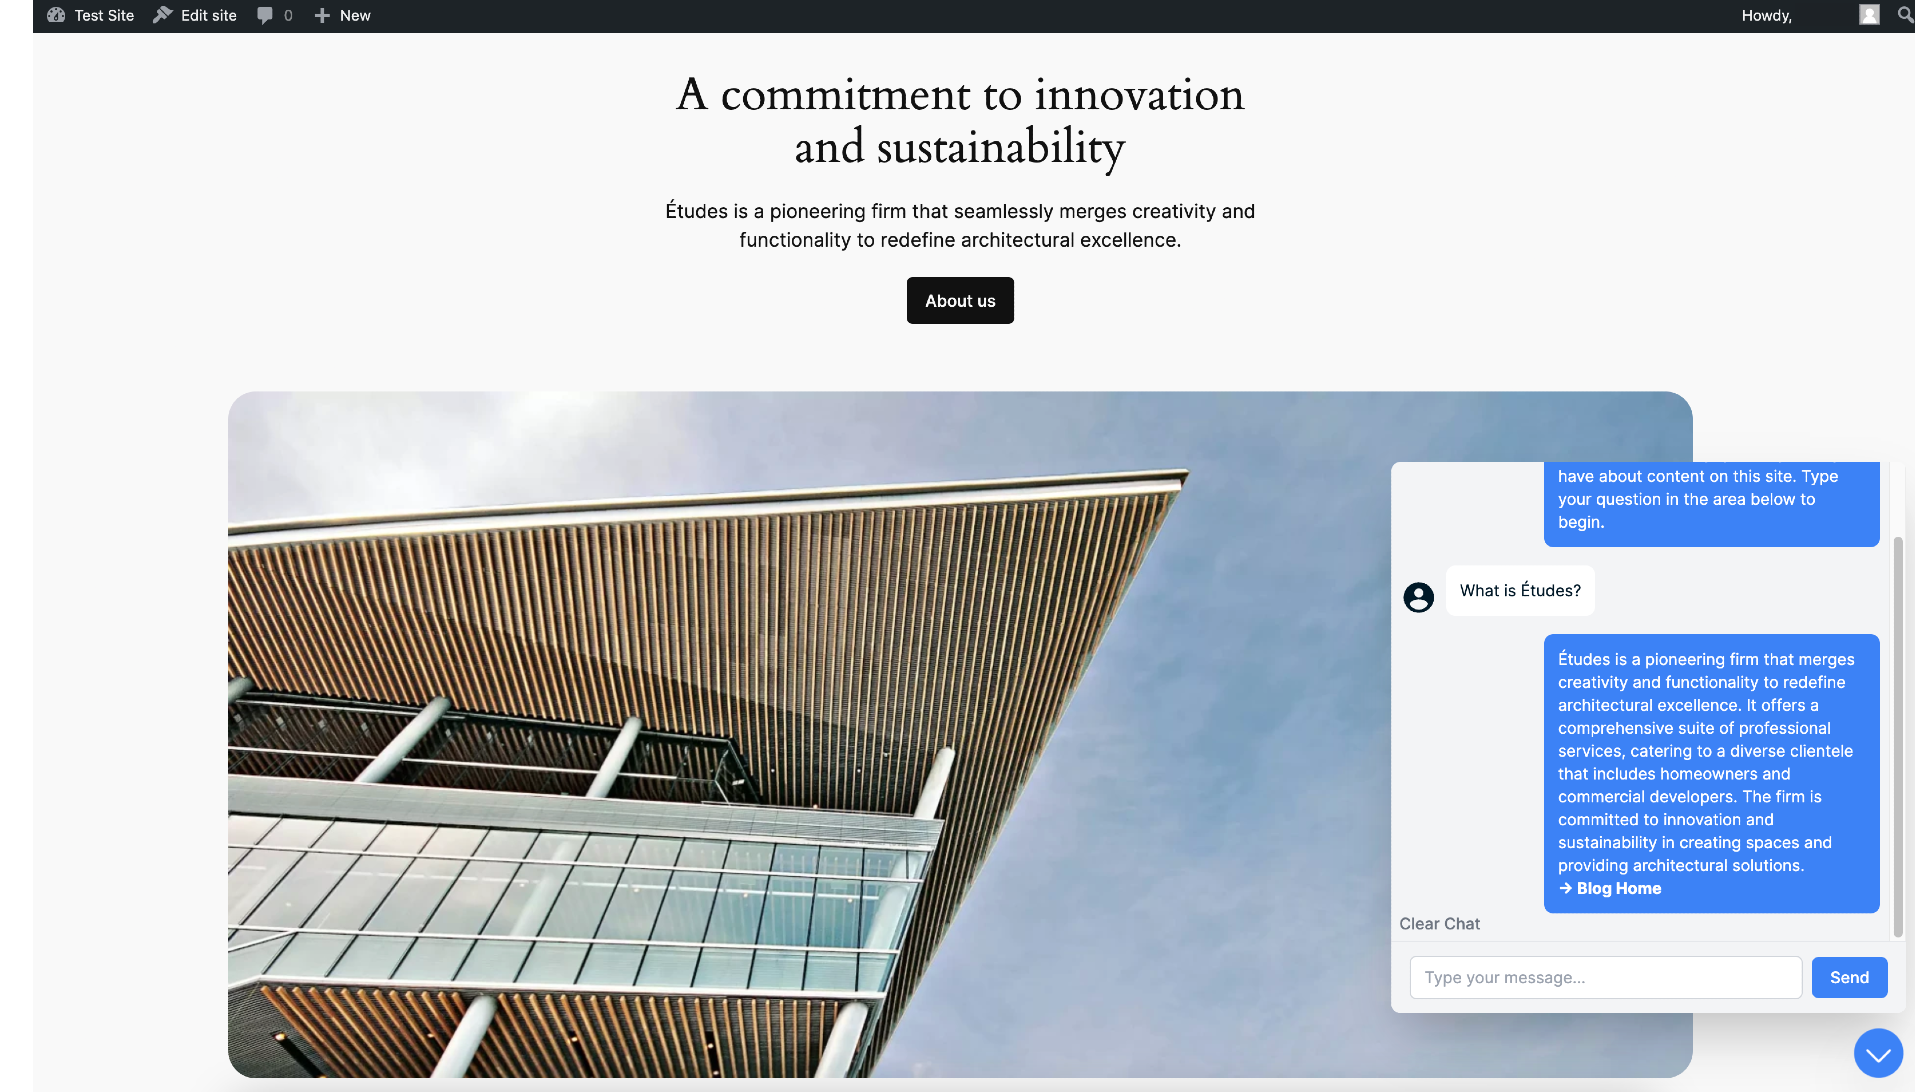 Test Site Edit site 0 New Howdy,
A commitment to innovation
and sustainability
Études is a pioneering firm that seamlessly merges creativity and
functionality to redefine architectural excellence.
About us
have about content on this site. Type
your question in the area below to
begin.
What is Études?
Études is a pioneering firm that merges
creativity and functionality to redefine
architectural excellence. It offers a
comprehensive suite of professional
services, catering to a diverse clientele
that includes homeowners and
commercial developers. The firm is
committed to innovation and
sustainability in creating spaces and
providing architectural solutions.
→ Blog Home
Clear Chat
Type your message...
Send